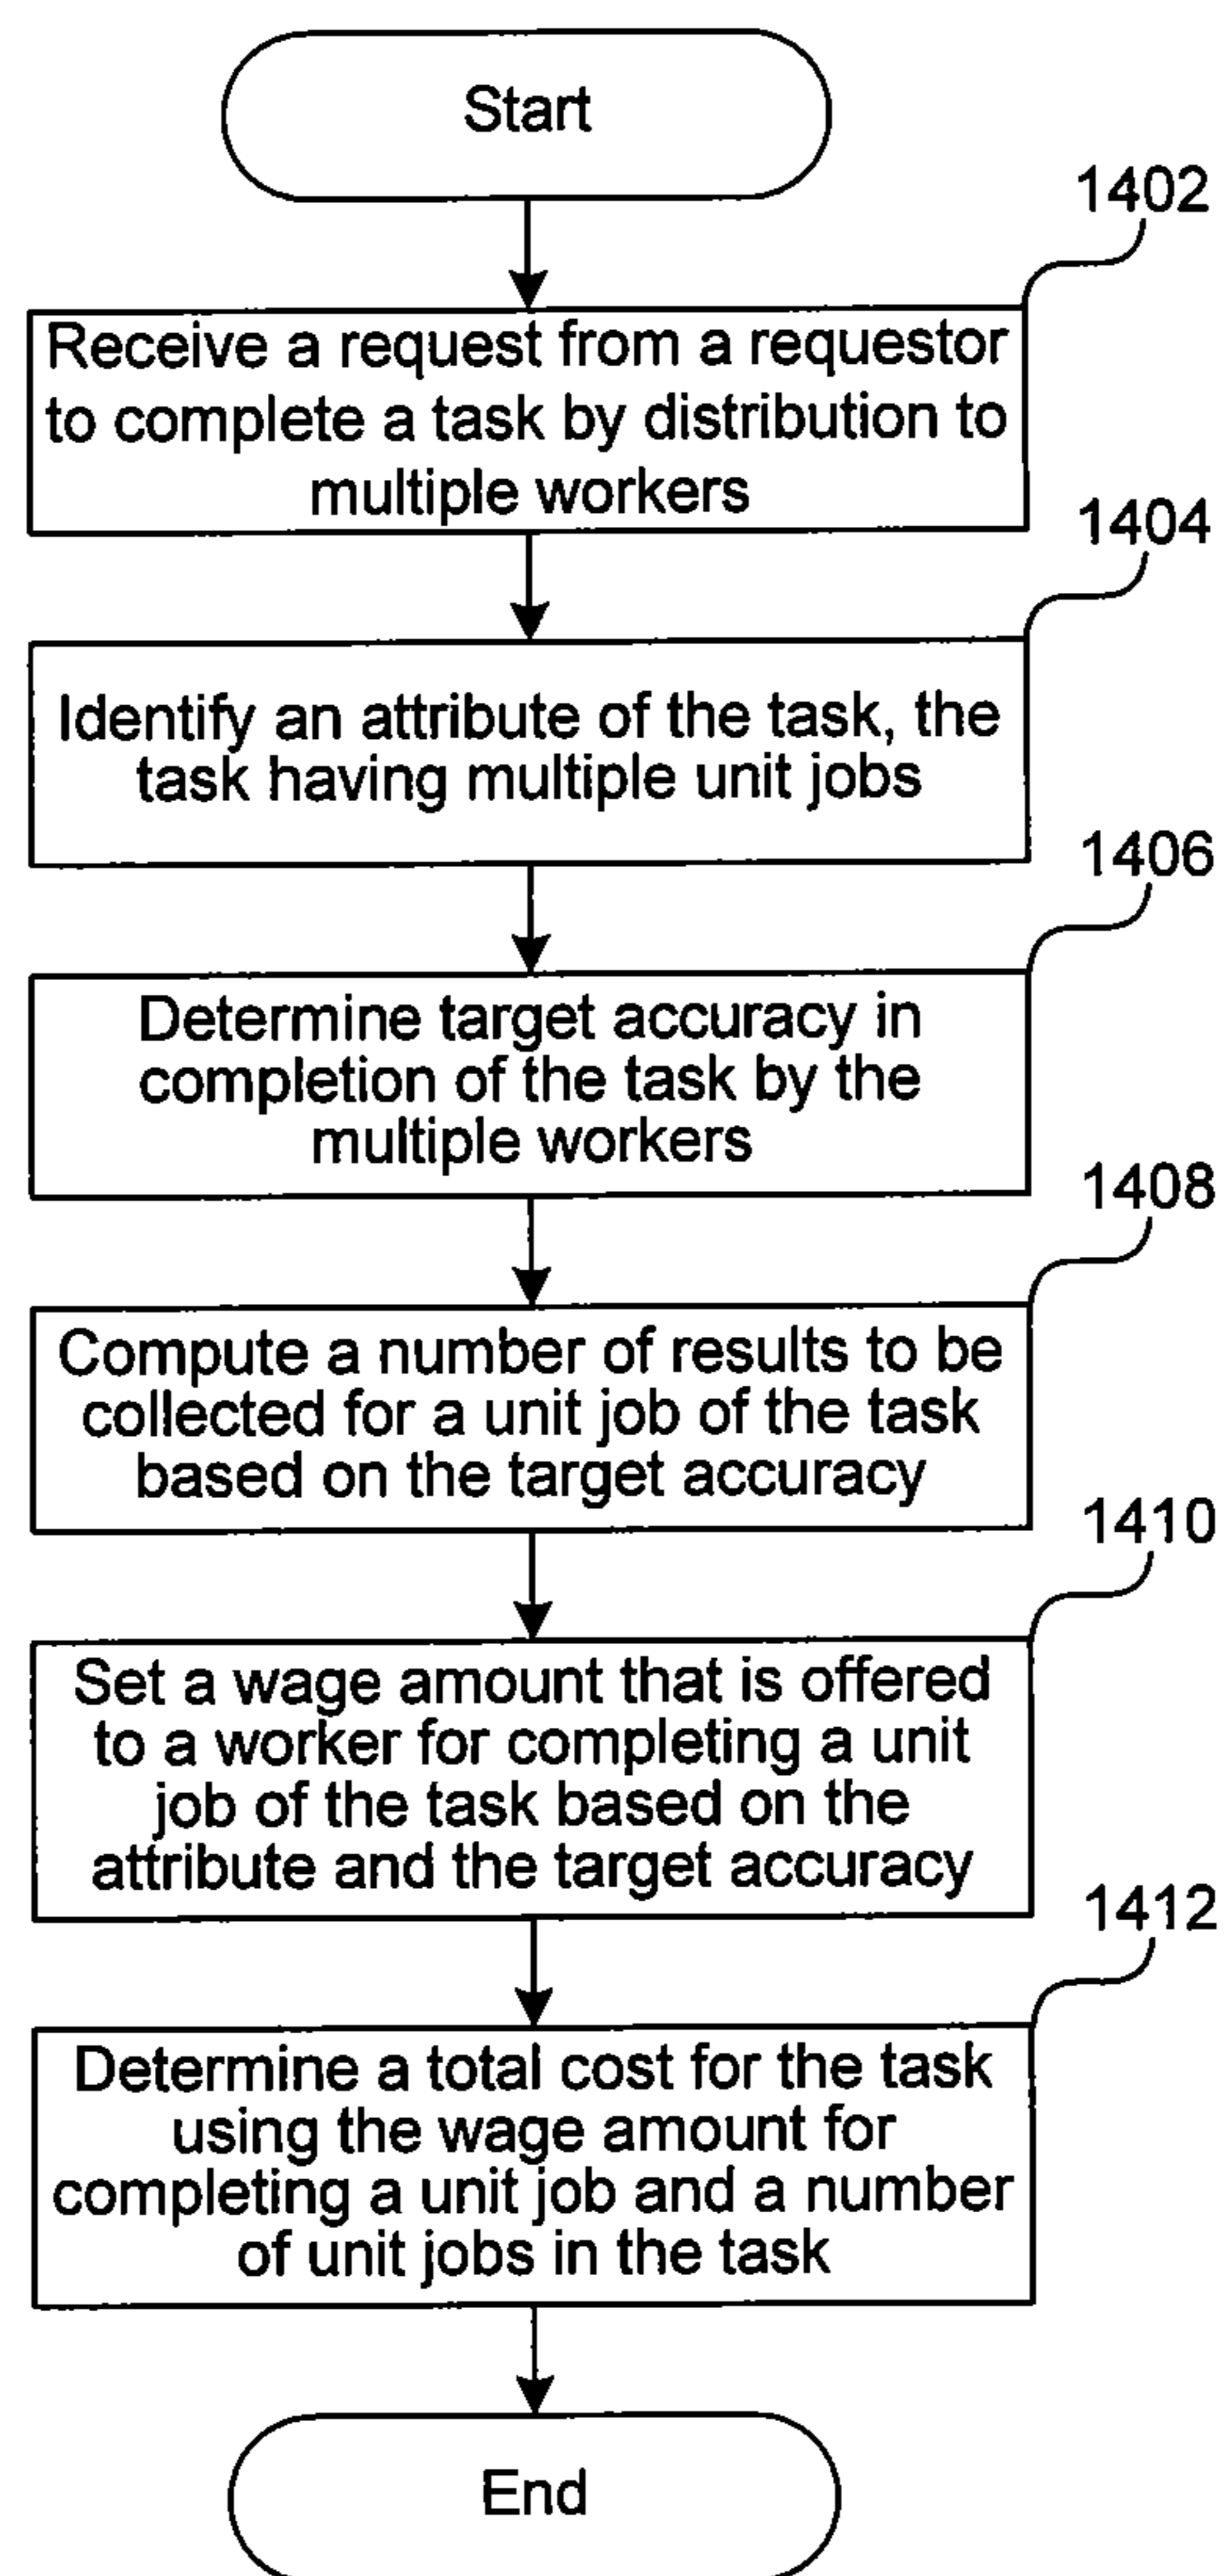 Start
1402
Receive a request from a requestor
to complete a task by distribution to
multiple workers
1404
Identify an attribute of the task, the
task having multiple unit jobs
1406
Determine target accuracy in
completion of the task by the
multiple workers
1408
Compute a number of results to be
collected for a unit job of the task
based on the target accuracy
1410
Set a wage amount that is offered
to a worker for completing a unit
job of the task based on the
attribute and the target accuracy
1412
Determine a total cost for the task
using the wage amount for
completing a unit job and a number
of unit jobs in the task
End